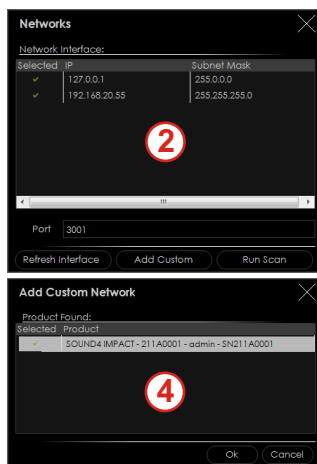 Networks
Network Interface:
Selected IP Subnet Mask
127.0.0.1 255.0.0.0
192.168.20.55 255.255.255.0
2
Port 3001
Refresh Interface Add Custom Run Scan
Add Custom Network
Product Found:
Selected Product
SOUND4 IMPACT - 211A0001 - admin - SN211A0001
4
Ok Cancel